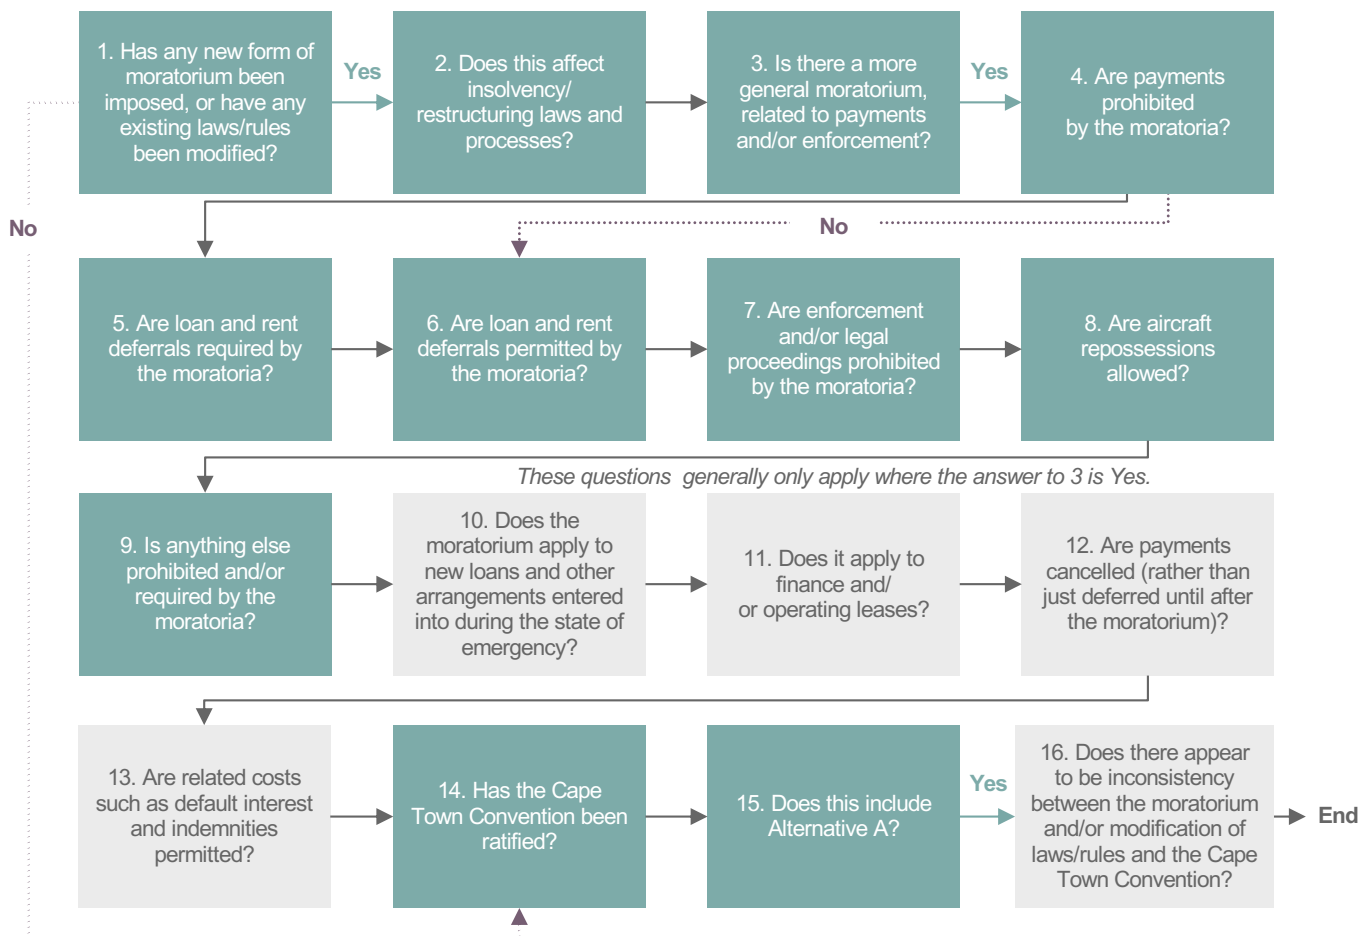 1. Has any new form of
moratorium been
imposed, or have any
existing laws/rules
been modified?
Yes
2. Does this affect
insolvency/
restructuring laws and
processes?
3. Is there a more
general moratorium,
related to payments
and/or enforcement?
Yes
4. Are payments
prohibited
by the moratoria?
No
No
5. Are loan and rent
deferrals required by
the moratoria?
6. Are loan and rent
deferrals permitted by
the moratoria?
7. Are enforcement
and/or legal
proceedings prohibited
by the moratoria?
8. Are aircraft
repossessions
allowed?
These questions  generally only apply where the answer to 3 is Yes.
9. Is anything else
prohibited and/or
required by the
moratoria?
10. Does the
moratorium apply to
new loans and other
arrangements entered
into during the state of
emergency?
11. Does it apply to
finance and/
or operating leases?
12. Are payments
cancelled (rather than
just deferred until after
the moratorium)?
13. Are related costs
such as default interest
and indemnities
permitted?
14. Has the Cape
Town Convention been
ratified?
15. Does this include
Alternative A?
Yes
16. Does there appear
to be inconsistency
between the moratorium
and/or modification of
laws/rules and the Cape
Town Convention?
End